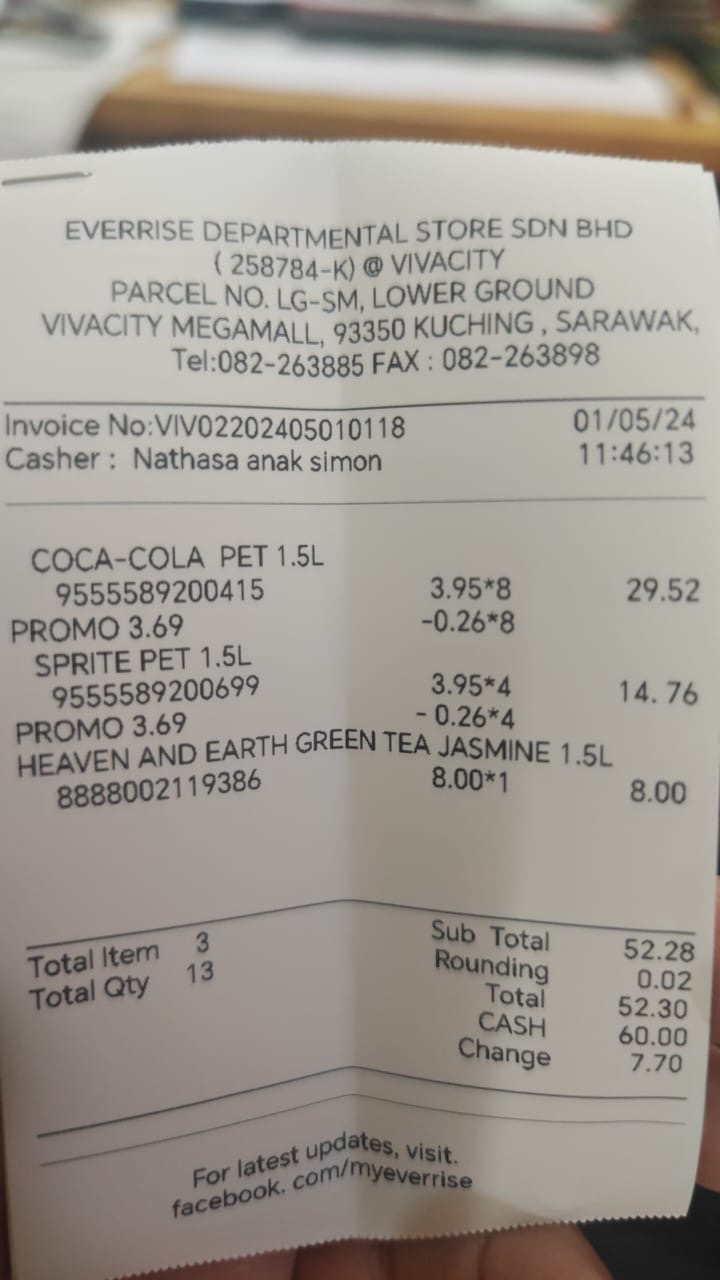 EVERRISE DEPARTMENTAL STORE SDN BHD
( 258784-K) @ VIVACITY
PARCEL NO. LG-SM, LOWER GROUND
VIVACITY MEGAMALL, 93350 KUCHING , SARAWAK,
Tel:082-263885 FAX : 082-263898
Invoice No:VIV02202405010118 01/05/24
Casher : Nathasa anak simon 11:46:13
COCA-COLA PET 1.5L
9555589200415 3.95*8 29.52
PROMO 3.69 -0.26*8
SPRITE PET 1.5L
9555589200699 3.95*4 14. 76
PROMO 3.69 - 0.26*4
HEAVEN AND EARTH GREEN TEA JASMINE 1.5L
8888002119386 8.00*1 8.00
Total Item 3 Sub Total 52.28
Total Qty 13 Rounding 0.02
Total 52.30
CASH 60.00
Change 7.70
For latest updates, visit.
facebook. com/myeverrise